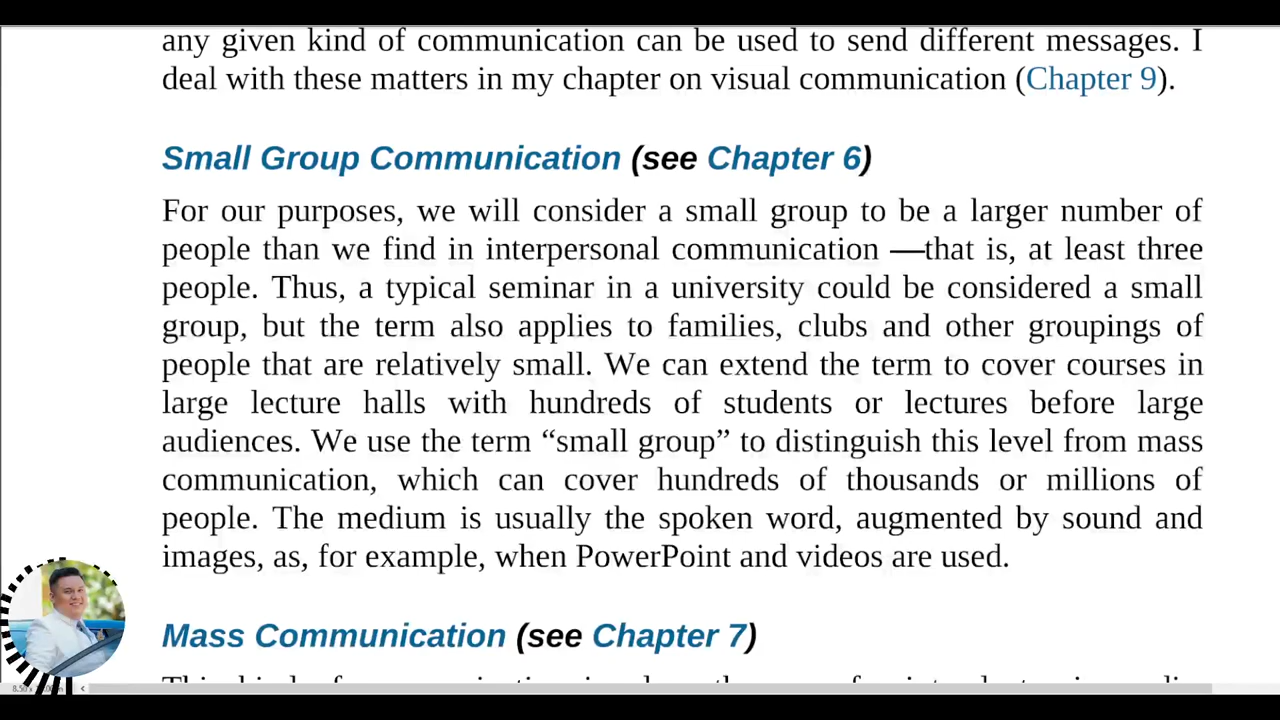 any given kind of communication can be used to send different messages. I
deal with these matters in my chapter on visual communication (Chapter 9).
Small Group Communication (see Chapter 6)
For our purposes, we will consider a small group to be a larger number of
people than we find in interpersonal communication —that is, at least three
people. Thus, a typical seminar in a university could be considered a small
group, but the term also applies to families, clubs and other groupings of
people that are relatively small. We can extend the term to cover courses in
large lecture halls with hundreds of students or lectures before large
audiences. We use the term “small group” to distinguish this level from mass
communication, which can cover hundreds of thousands or millions of
people. The medium is usually the spoken word, augmented by sound and
images, as, for example, when PowerPoint and videos are used.
Mass Communication (see Chapter 7)